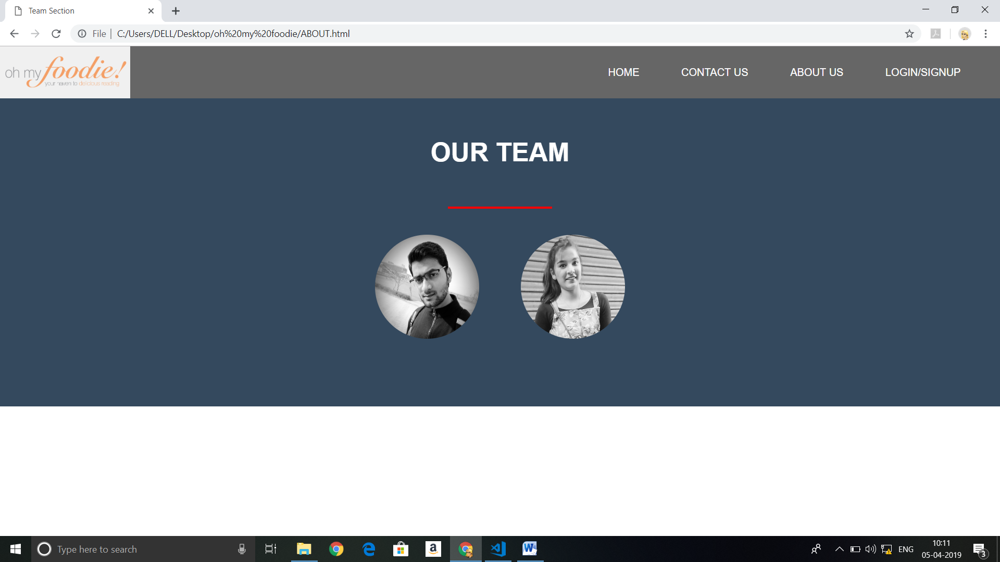 Team Section
File
C:/Users/DELL/Desktop/oh%20my%20foodie/ABOUT.html
oh my foodie!
your haven to delicious reading
HOME CONTACT US ABOUT US LOGIN/SIGNUP
OUR TEAM
Type here to search
ENG
10:11
05-04-2019
3